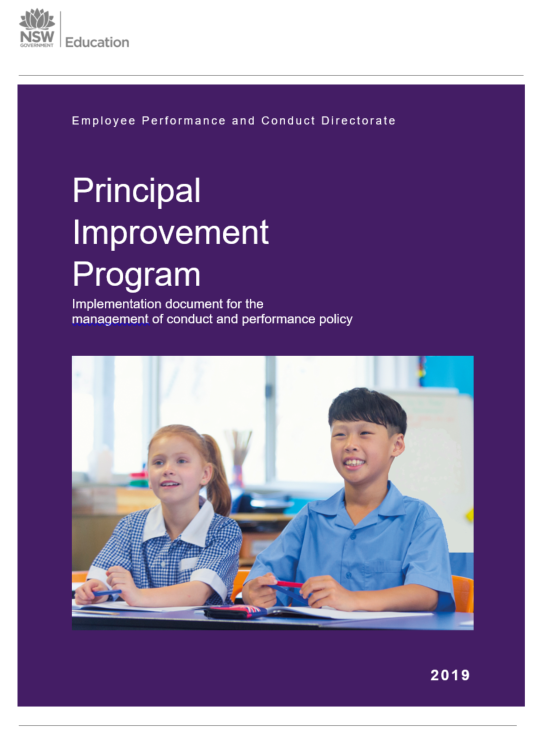 NSW
GOVERNMENT
Education
Employee Performance and Conduct Directorate
Principal
Improvement
Program
Implementation document for the
management of conduct and performance policy
2019